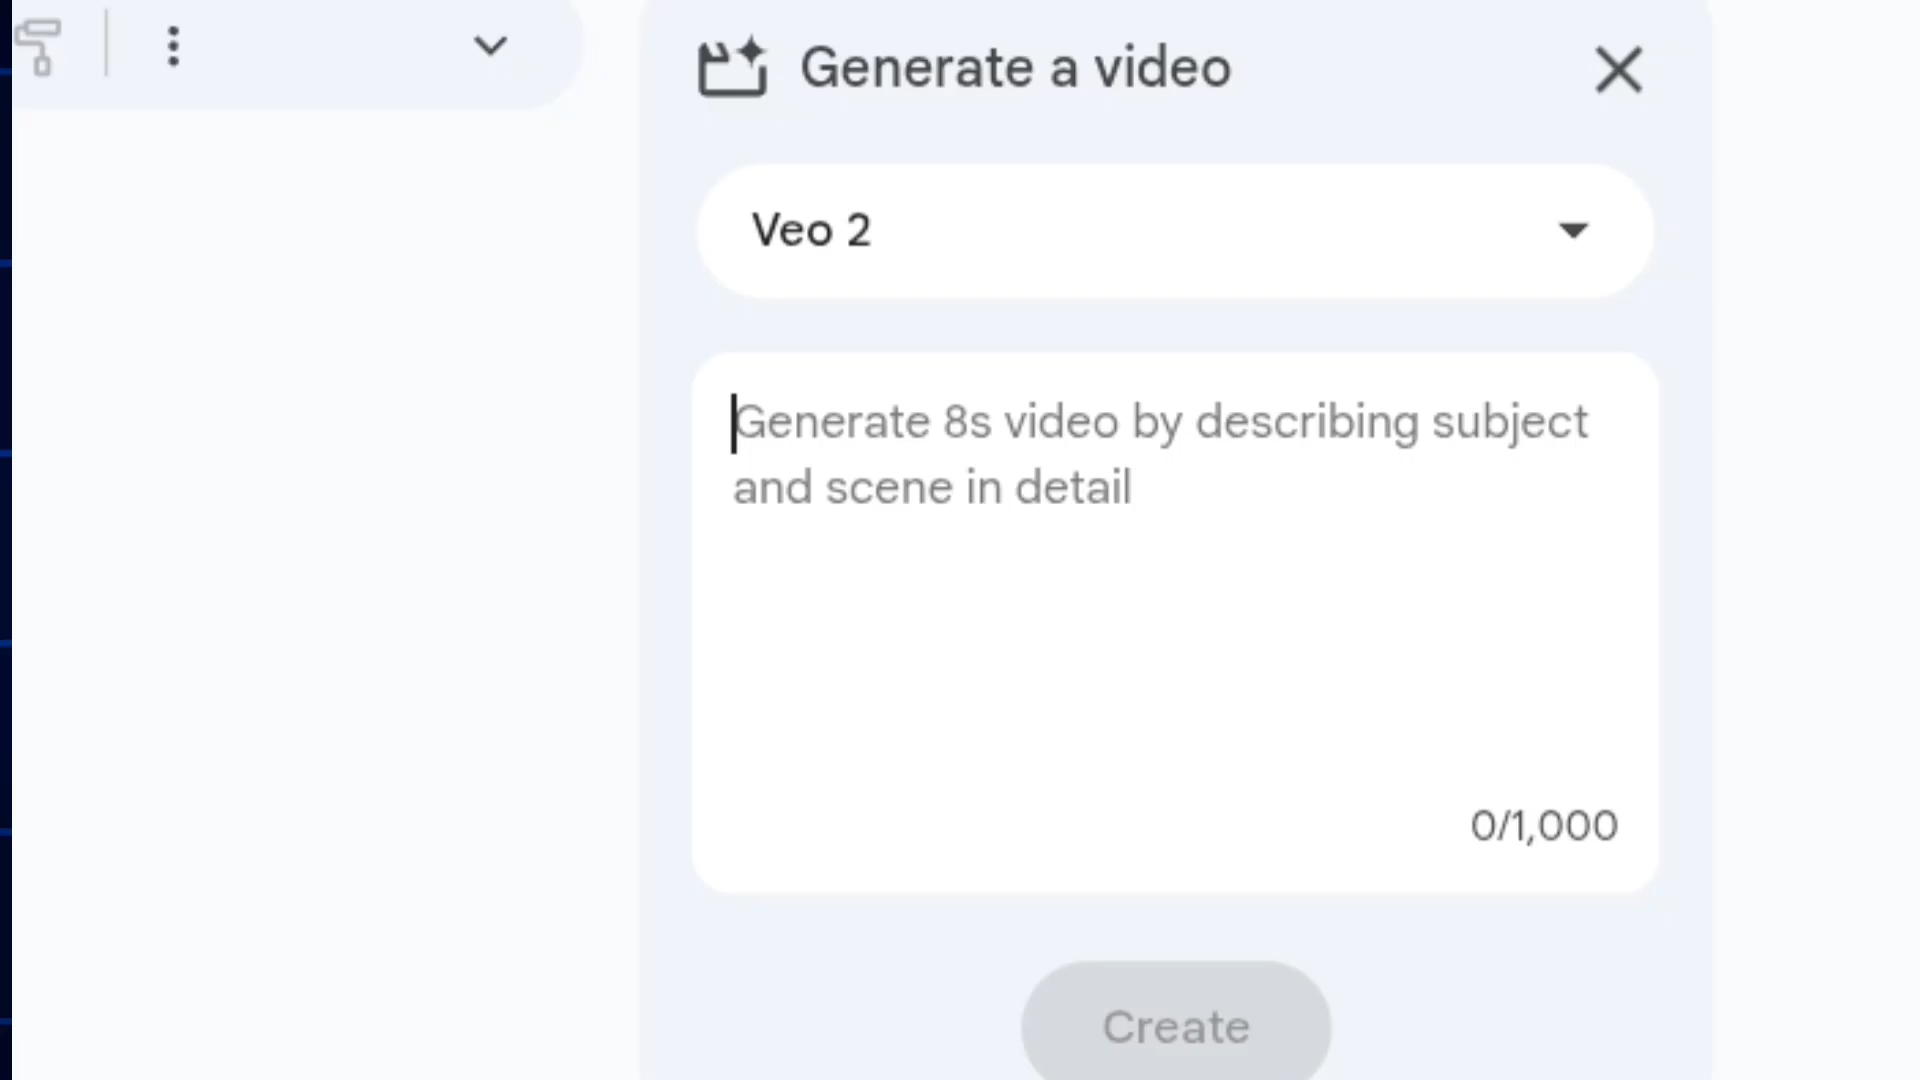 Generate a video
Veo 2
Generate 8s video by describing subject
and scene in detail
0/1,000
Create